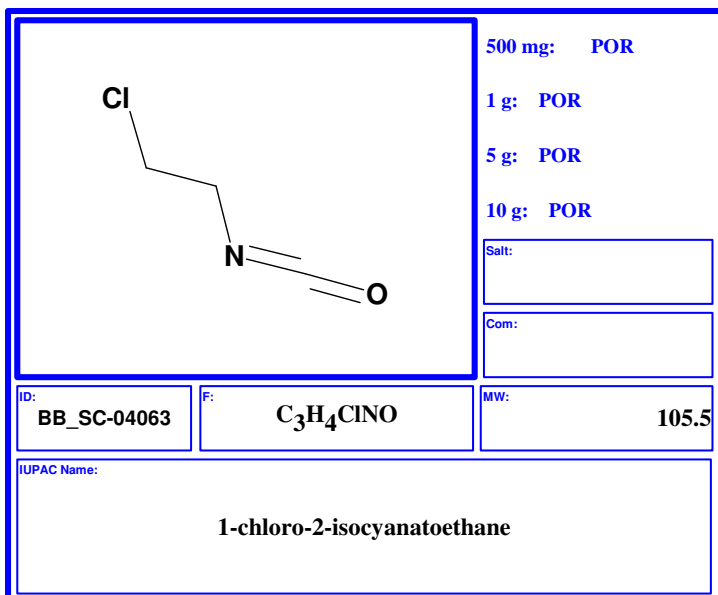 Cl
N
O
500 mg: POR
1 g: POR
5 g: POR
10 g: POR
Salt:
Com:
ID:
BB_SC-04063
F:
C3H4ClNO
MW:
105.5
IUPAC Name:
1-chloro-2-isocyanatoethane